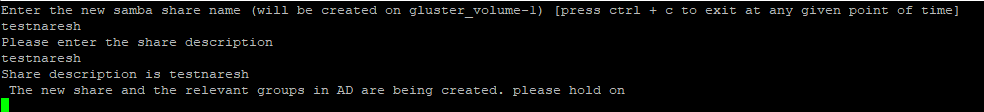 Enter the new samba share name (will be created on gluster_volume-1) [press ctrl + c to exit at any given point of time]
testnaresh
Please enter the share description
testnaresh
Share description is testnaresh
The new share and the relevant groups in AD are being created. please hold on